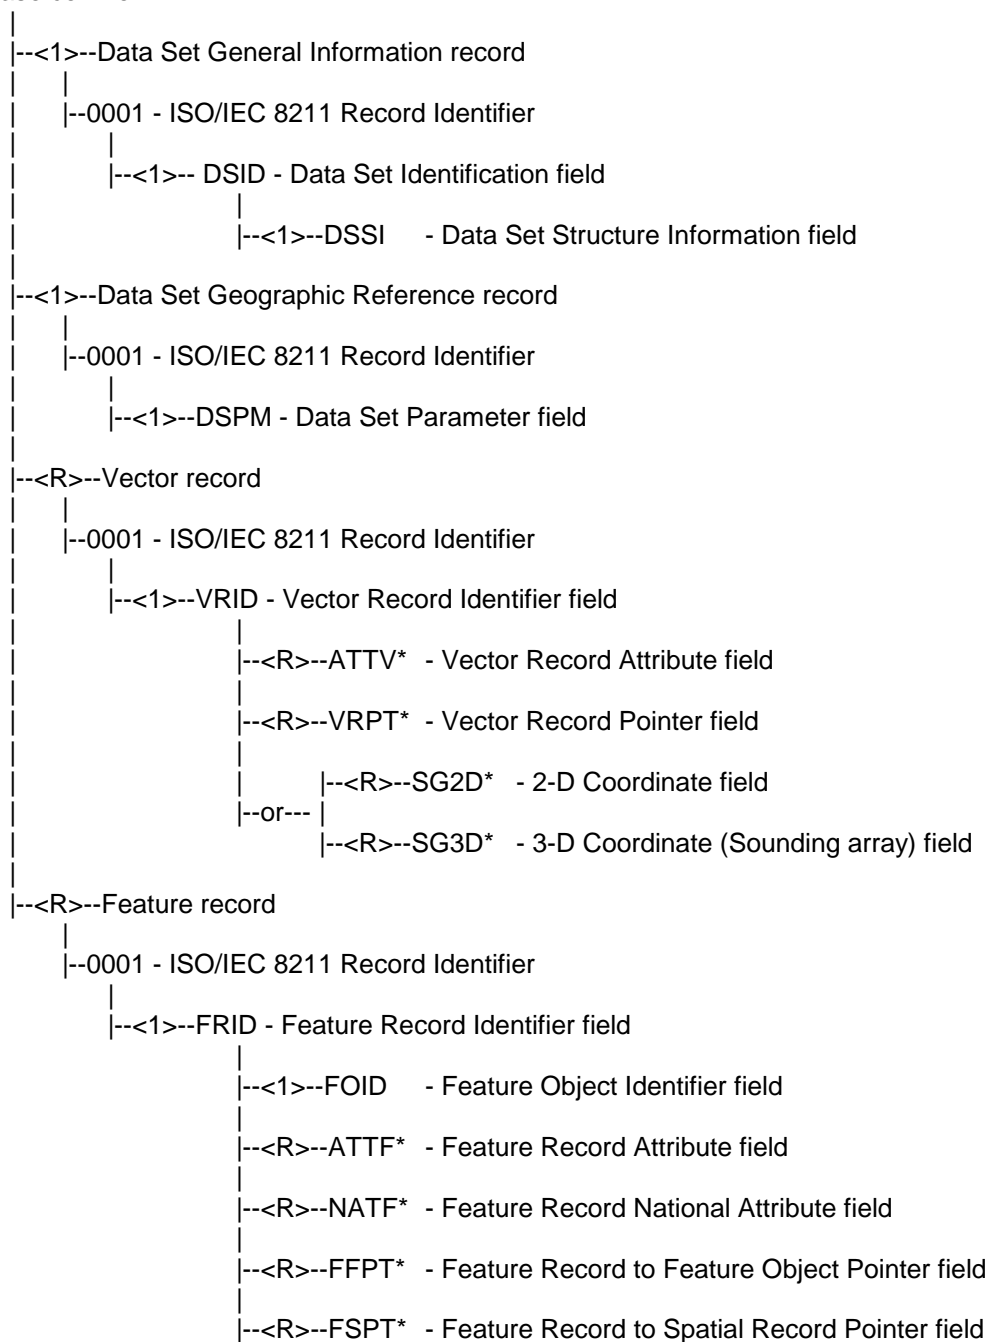 |--<1>--Data Set General Information record
|--0001 - ISO/IEC 8211 Record Identifier
|--<1>-- DSID - Data Set Identification field
|--<1>--DSSI - Data Set Structure Information field
|--<1>--Data Set Geographic Reference record
|--0001 - ISO/IEC 8211 Record Identifier
|--<1>--DSPM - Data Set Parameter field
|--<R>--Vector record
|--0001 - ISO/IEC 8211 Record Identifier
|--<1>--VRID - Vector Record Identifier field
|--<R>--ATTV* - Vector Record Attribute field
|--<R>--VRPT* - Vector Record Pointer field
|--<R>--SG2D* - 2-D Coordinate field
|--or--- |
|--<R>--SG3D* - 3-D Coordinate (Sounding array) field
|--<R>--Feature record
|--0001 - ISO/IEC 8211 Record Identifier
|--<1>--FRID - Feature Record Identifier field
|--<1>--FOID - Feature Object Identifier field
|--<R>--ATTF* - Feature Record Attribute field
|--<R>--NATF* - Feature Record National Attribute field
|--<R>--FFPT* - Feature Record to Feature Object Pointer field
|--<R>--FSPT* - Feature Record to Spatial Record Pointer field